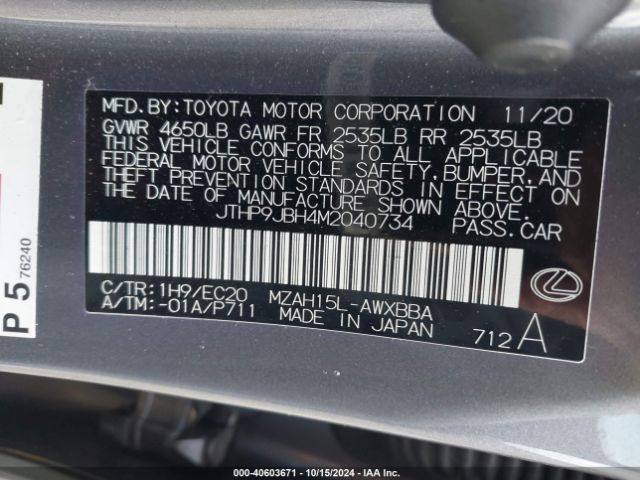 MFD.BY:TOYOTA MOTOR CORPORATION 11/20
GVWR 4650LB GAWR FR 2535LB RR 2535LB
THIS VEHICLE CONFORMS TO ALL APPLICABLE
FEDERAL MOTOR VEHICLE SAFETY,BUMPER,AND
THEFT PREVENTION STANDARDS IN EFFECT ON
THE DATE OF MANUFACTURE SHOWN ABOVE.
JTHP9JBH4M2040734 PASS.CAR
C/TR:1H9/EC20 MZAH15L-AWXBBA
A/TM:-01A/P711 MADE IN JAPAN 712 A
P 5 76240
000-40603671 - 10/15/2024 - IAA Inc.